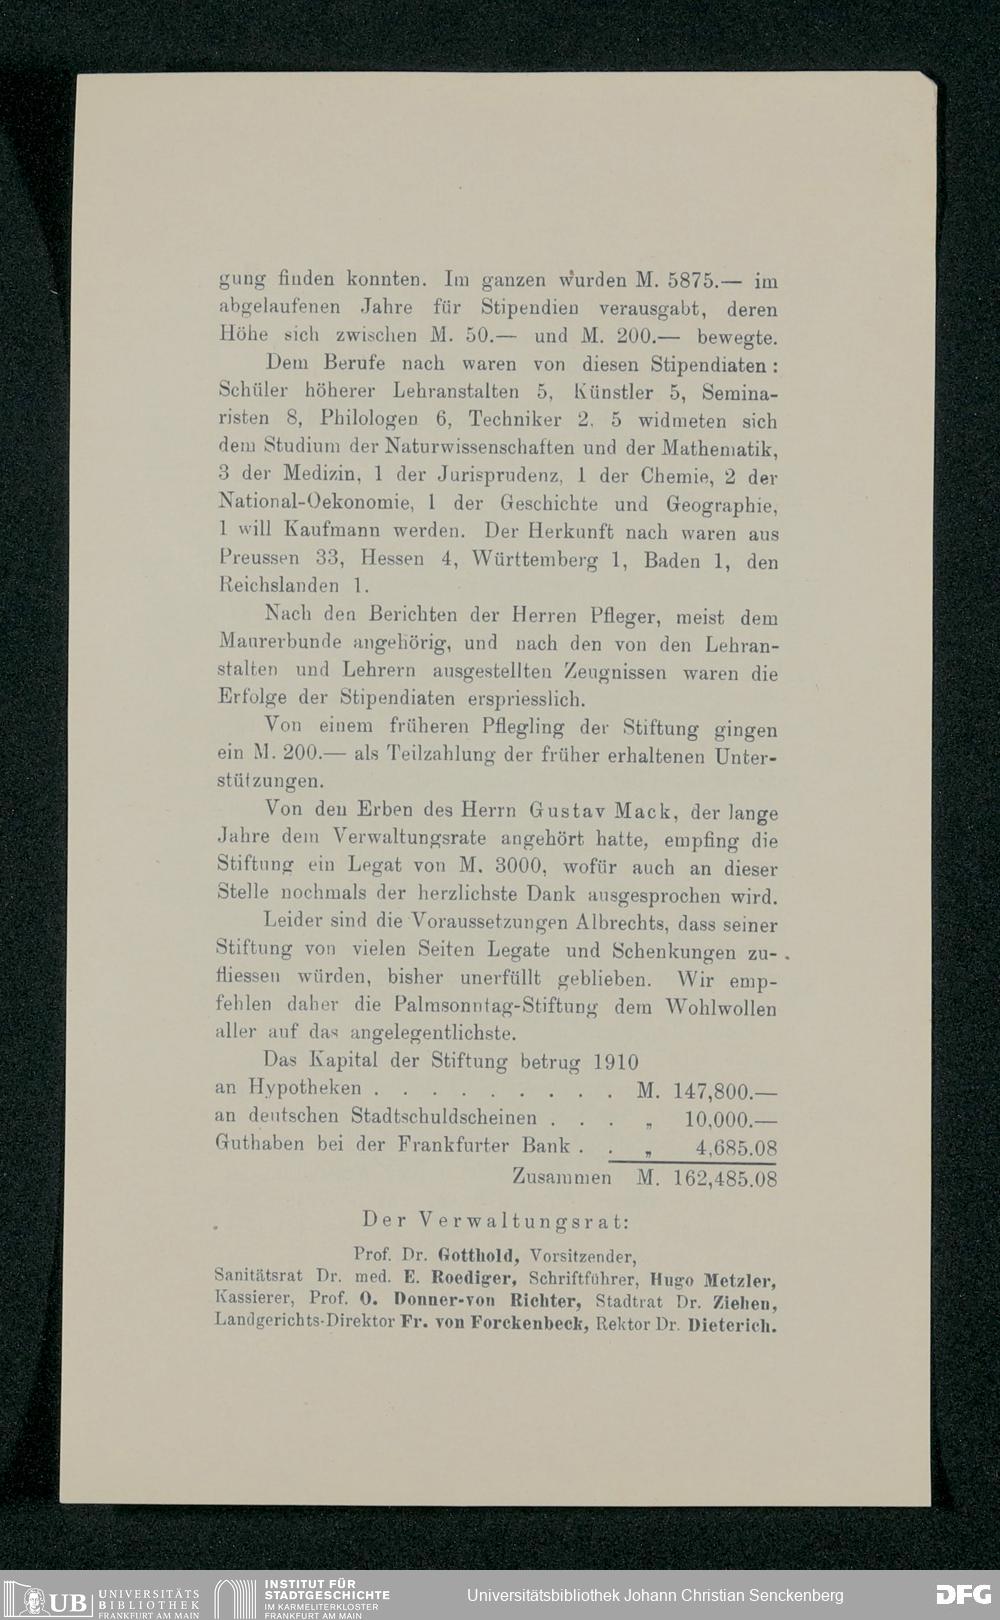 gung finden konnten. Im ganzen wurden M. 5875.— im
abgelaufenen Jahre für Stipendien verausgabt, deren
Höhe sich zwischen M. 50.— und M. 200.— bewegte.
Dem Berufe nach waren von diesen Stipendiaten:
Schüler höherer Lehranstalten 5, Künstler 5, Semina-
risten 8, Philologen 6, Techniker 2, 5 widmeten sich
dem Studium der Naturwissenschaften und der Mathematik,
3 der Medizin, 1 der Jurisprudenz, 1 der Chemie, 2 der
National-Oekonomie, 1 der Geschichte und Geographie,
1 will Kaufmann werden. Der Herkunft nach waren aus
Preussen 33, Hessen 4, Württemberg 1, Baden 1, den
Reichslanden 1.
Nach den Berichten der Herren Pfleger, meist dem
Maurerbunde angehörig, und nach den von den Lehran-
stalten und Lehrern ausgestellten Zeugnissen waren die
Erfolge der Stipendiaten erspriesslich.
Von einem früheren Pflegling der Stiftung gingen
ein M. 200.— als Teilzahlung der früher erhaltenen Unter-
stützungen.
Von den Erben des Herrn Gustav Mack, der lange
Jahre dem Verwaltungsrate angehört hatte, empfing die
Stiftung ein Legat von M. 3000, wofür auch an dieser
Stelle nochmals der herzlichste Dank ausgesprochen wird.
Leider sind die Voraussetzungen Albrechts, dass seiner
Stiftung von vielen Seiten Legate und Schenkungen zu-
fliessen würden, bisher unerfüllt geblieben. Wir emp-
fehlen daher die Palmsonntag-Stiftung dem Wohlwollen
aller auf das angelegentlichste.
Das Kapital der Stiftung betrug 1910
an Hypotheken . . . . . . . . . M. 147,800.—
an deutschen Stadtschuldscheinen . . . „ 10,000.—
Guthaben bei der Frankfurter Bank . . „ 4,685.08
Zusammen M. 162,485.08
Der Verwaltungsrat:
Prof. Dr. Gotthold, Vorsitzender,
Sanitätsrat Dr. med. E. Roediger, Schriftführer, Hugo Metzler,
Kassierer, Prof. O. Donner-von Richter, Stadtrat Dr. Ziehen,
Landgerichts-Direktor Fr. von Forckenbeck, Rektor Dr. Dieterich.
UB UNIVERSITÄTS
BIBLIOTHEK
FRANKFURT AM MAIN
INSTITUT FÜR
STADTGESCHICHTE
IM KARMELITERKLOSTER
FRANKFURT AM MAIN
Universitätsbibliothek Johann Christian Senckenberg
DFG